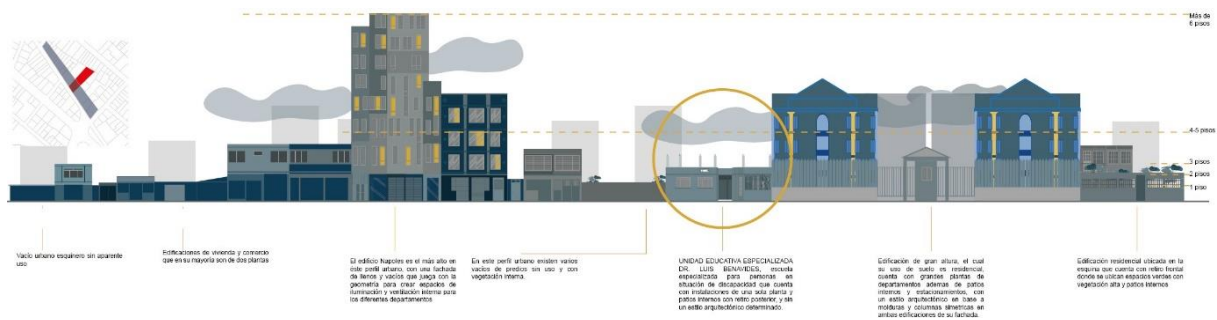 Más de
6 pisos
4-5 pisos
3 pisos
2 pisos
1 piso
Vacío urbano esquinero sin aparente
uso
Edificaciones de vivienda y comercio
que en su mayoría son de dos plantas
El edificio Napoles es el más alto en
éste perfil urbano, con una fachada
de llenos y vacíos que juega con la
geometría para crear espacios de
iluminación y ventilación interna para
los diferentes departamentos
En este perfil urbano existen varios
vacíos de predios sin uso y con
vegetación interna.
UNIDAD EDUCATIVA ESPECIALIZADA
DR. LUIS BENAVIDES, escuela
especializada para personas en
situación de discapacidad que cuenta
con instalaciones de una sola planta y
patios internos con retiro posterior, y sin
un estilo arquitectónico determinado.
Edificación de gran altura, el cual
su uso de suelo es residencial,
cuenta con grandes plantas de
departamentos ademas de patios
internos y estacionamientos, con
un estilo arquitectónico en base a
molduras y columnas simetricas en
ambas edificaciones de su fachada.
Edificación residencial ubicada en la
esquina que cuenta con retiro frontal
donde se ubican espacios verdes con
vegetación alta y patios internos